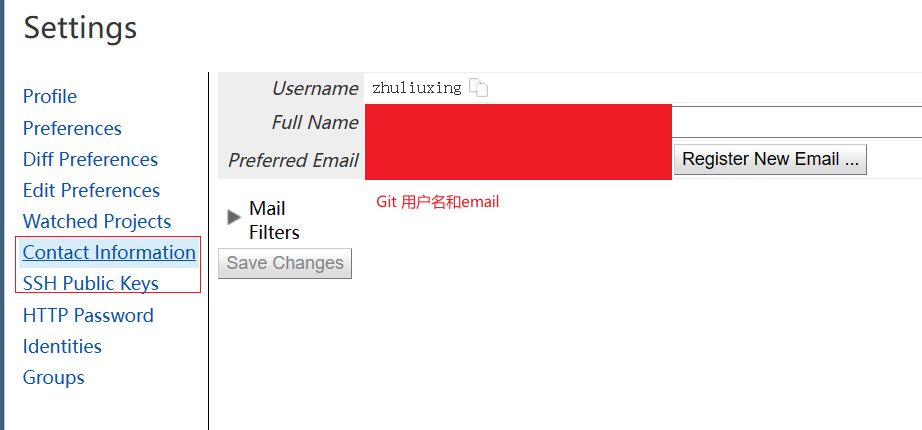 Settings
Profile
Preferences
Diff Preferences
Edit Preferences
Watched Projects
Contact Information
SSH Public Keys
HTTP Password
Identities
Groups
Username zhuliuxing
Full Name
Preferred Email Register New Email ...
Git 用户名和email
Mail
Filters
Save Changes